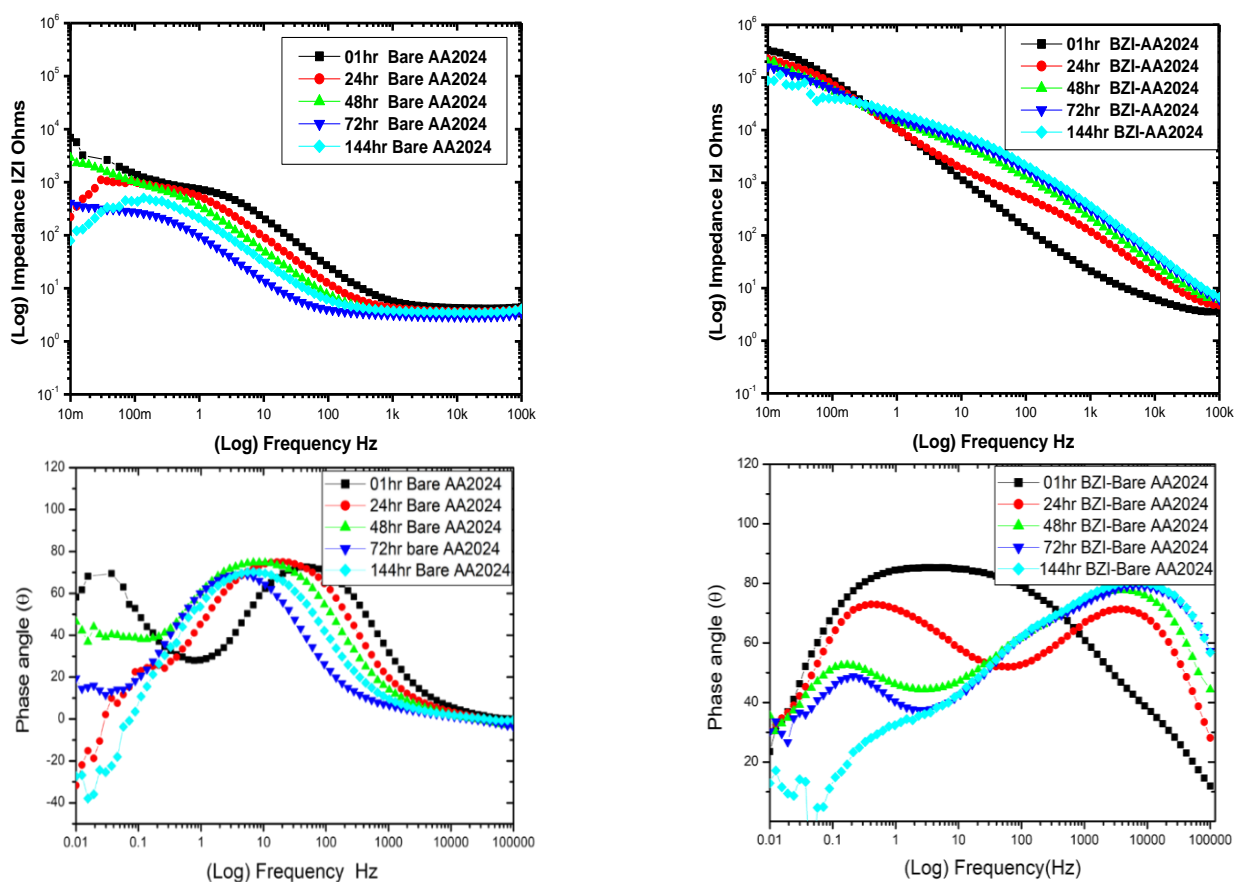 10⁶
10⁵
10⁴
10³
10²
10¹
10⁰
10⁻¹
(Log) Impedance IZI Ohms
01hr Bare AA2024
24hr Bare AA2024
48hr Bare AA2024
72hr Bare AA2024
144hr Bare AA2024
10m 100m 1 10 100 1k 10k 100k
(Log) Frequency Hz
10⁶
10⁵
10⁴
10³
10²
10¹
10⁰
10⁻¹
(Log) Impedance IzI Ohms
01hr BZI-AA2024
24hr BZI-AA2024
48hr BZI-AA2024
72hr BZI-AA2024
144hr BZI-AA2024
10m 100m 1 10 100 1k 10k 100k
(Log) Frequency Hz
120
100
80
60
40
20
0
-20
-40
Phase angle (θ)
01hr Bare AA2024
24hr Bare AA2024
48hr Bare AA2024
72hr bare AA2024
144hr Bare AA2024
0.01 0.1 1 10 100 1000 10000 100000
(Log) Frequency Hz
120
100
80
60
40
20
Phase angle (θ)
01hr BZI-Bare AA2024
24hr BZI-Bare AA2024
48hr BZI-Bare AA2024
72hr BZI-Bare AA2024
144hr BZI-Bare AA2024
0.01 0.1 1 10 100 1000 10000 100000
(Log) Frequency(Hz)